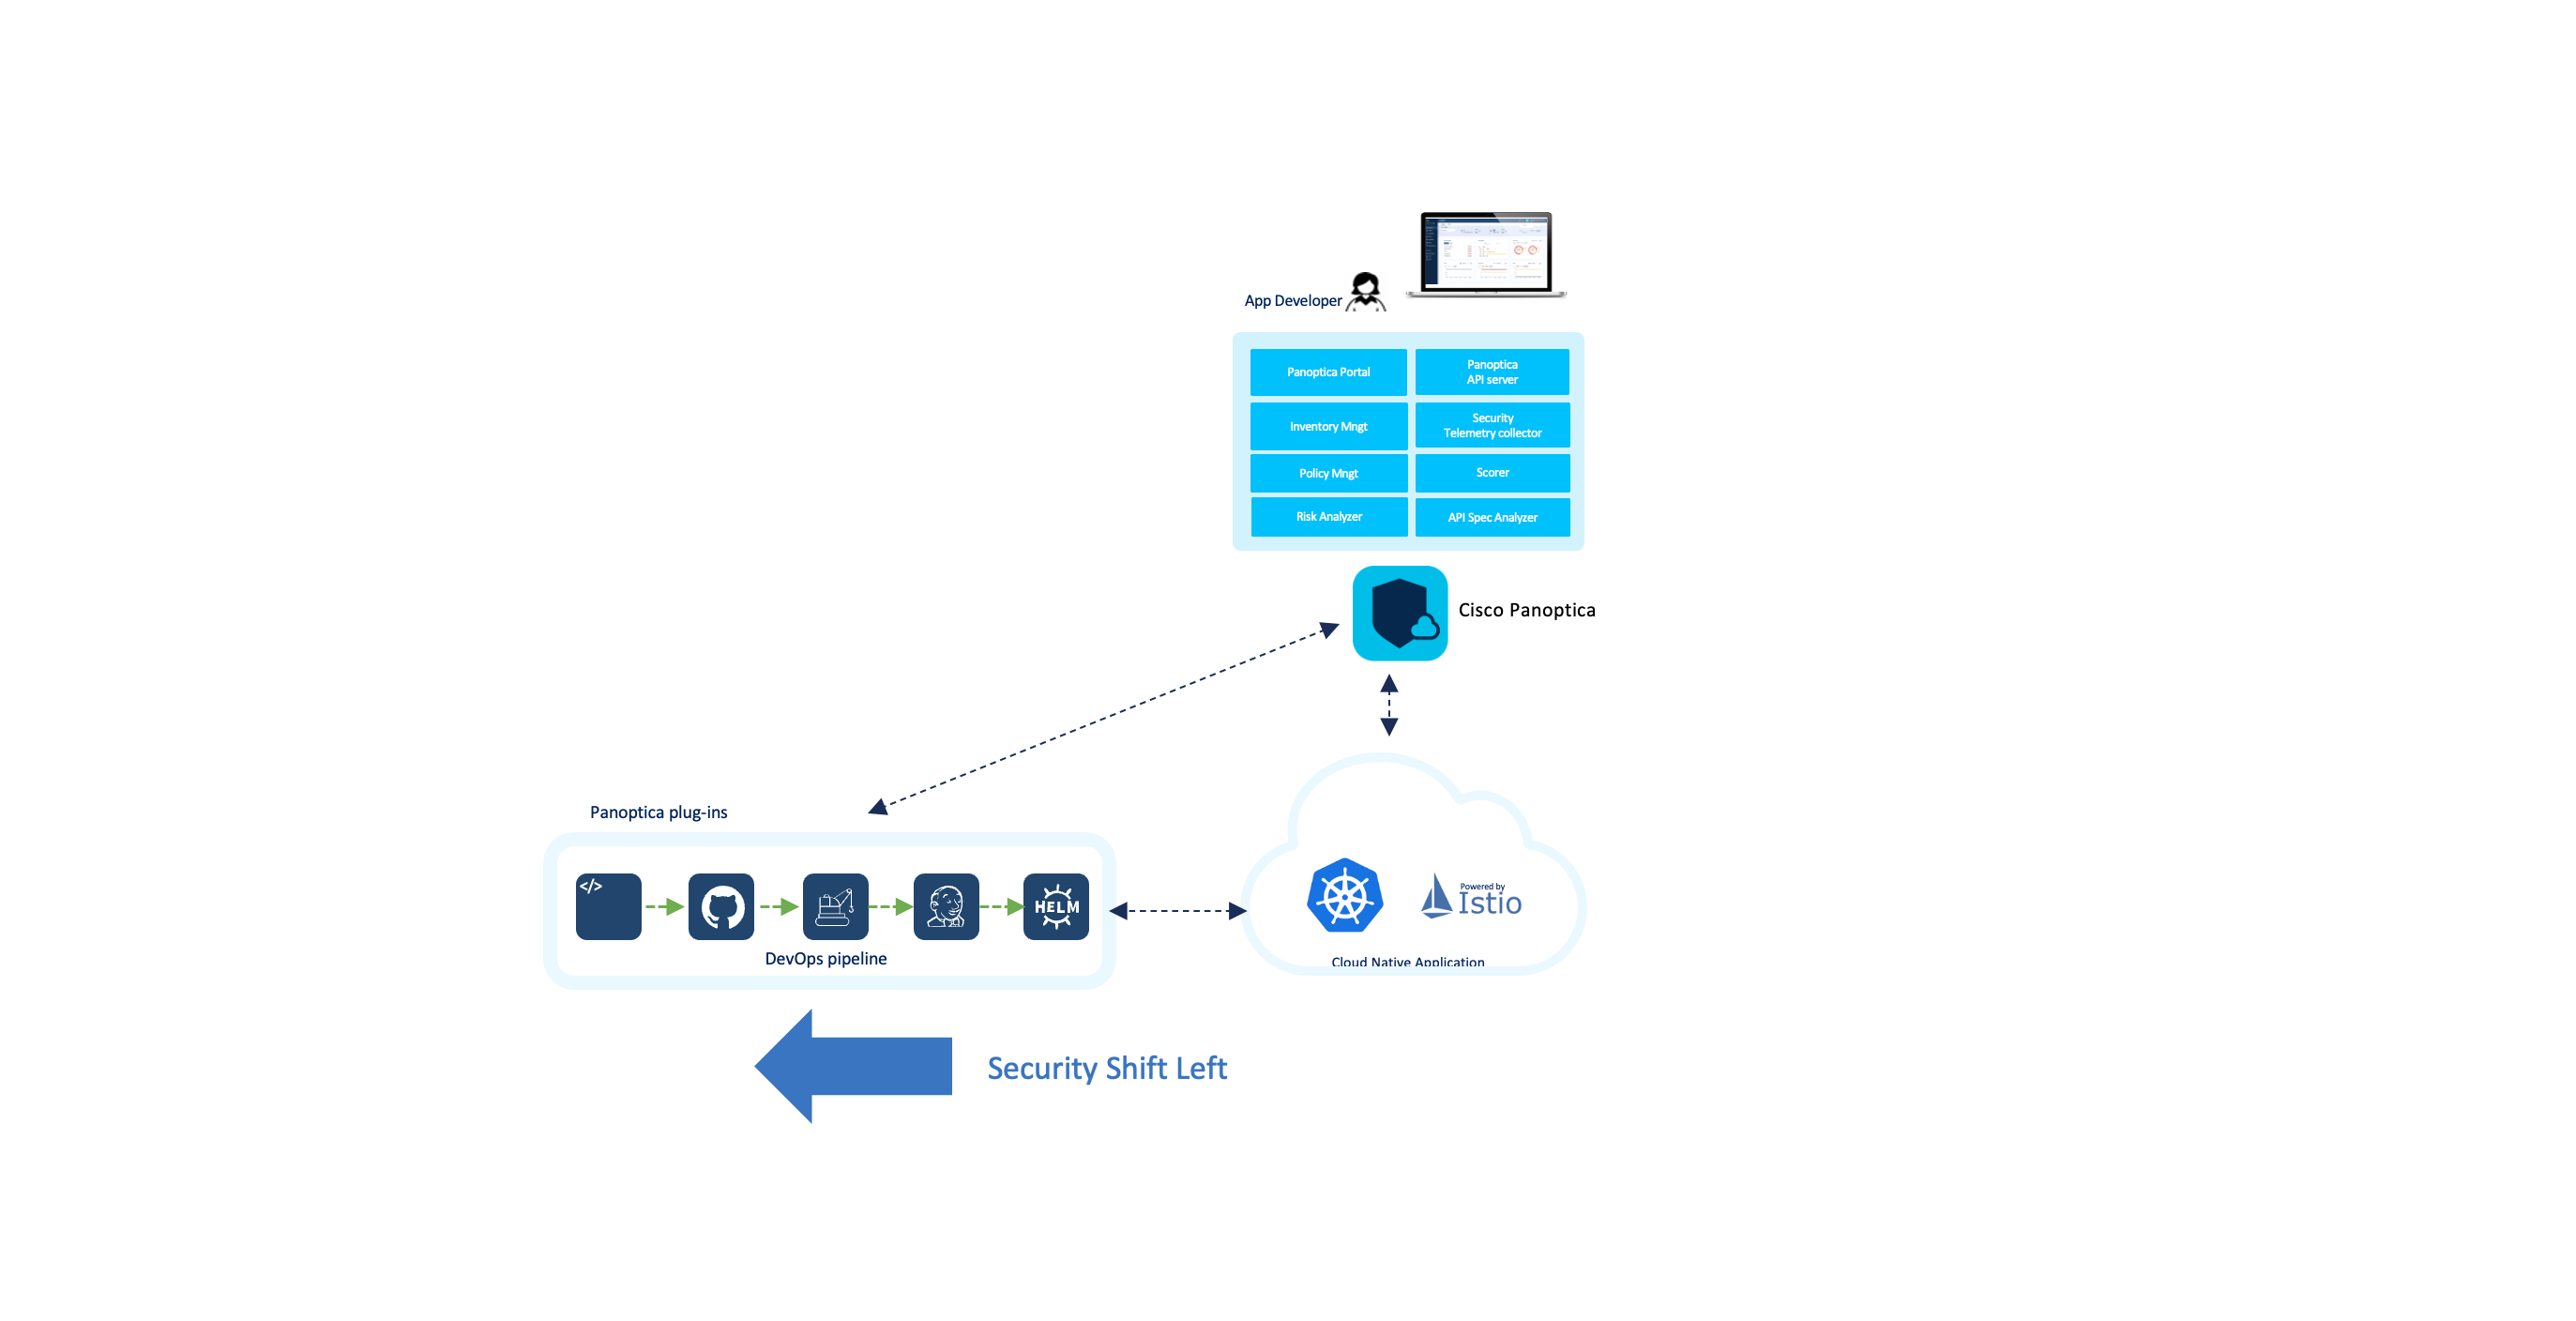 App Developer
Panoptica Portal
Panoptica
API server
Inventory Mngt
Security
Telemetry collector
Policy Mngt
Scorer
Risk Analyzer
API Spec Analyzer
Cisco Panoptica
Panoptica plug-ins
</>
HELM
DevOps pipeline
Powered by
Istio
Cloud Native Application
Security Shift Left